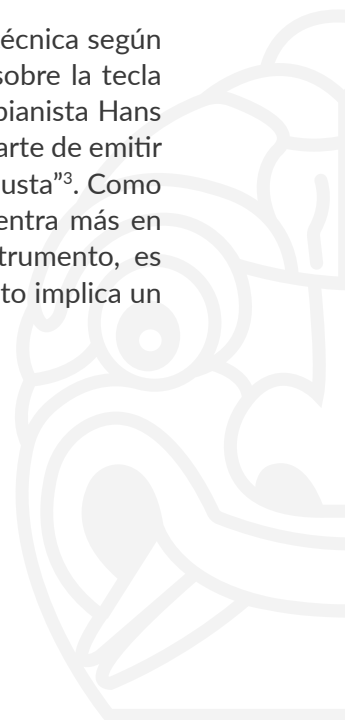 écnica según
sobre la tecla
pianista Hans
arte de emitir
usta”³. Como
entra más en
trumento, es
to implica un